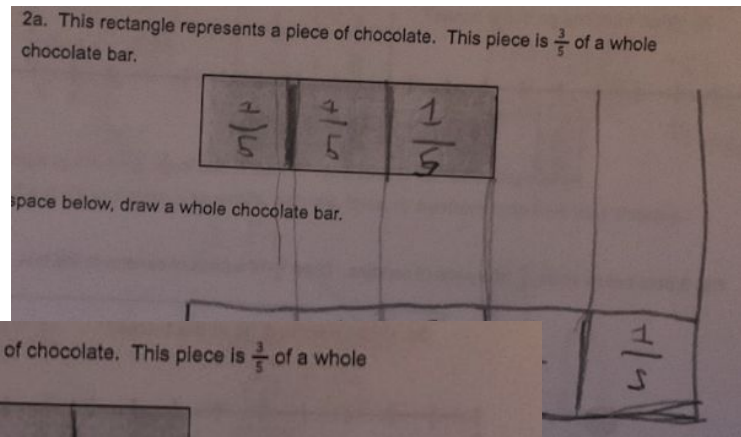 2a. This rectangle represents a piece of chocolate. This piece is 3/5 of a whole
chocolate bar.
1/5 1/5 1/5
space below, draw a whole chocolate bar.
1/5
of chocolate. This piece is 3/5 of a whole